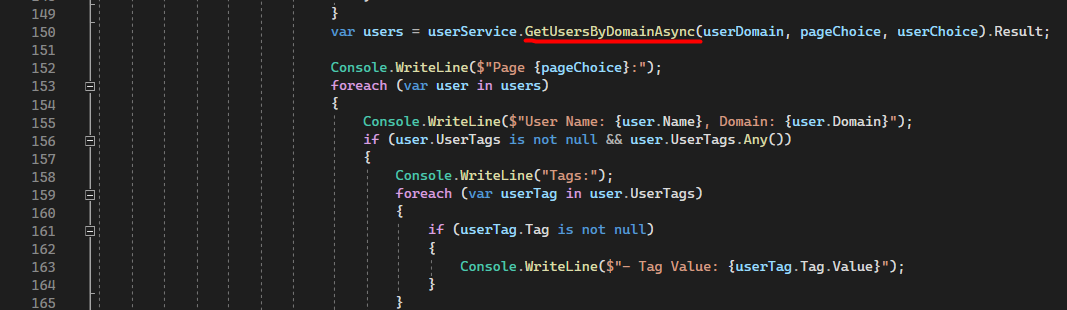 149 }
150 var users = userService.GetUsersByDomainAsync(userDomain, pageChoice, userChoice).Result;
151
152 Console.WriteLine($"Page {pageChoice}:");
153 foreach (var user in users)
154 {
155 Console.WriteLine($"User Name: {user.Name}, Domain: {user.Domain}");
156 if (user.UserTags is not null && user.UserTags.Any())
157 {
158 Console.WriteLine("Tags:");
159 foreach (var userTag in user.UserTags)
160 {
161 if (userTag.Tag is not null)
162 {
163 Console.WriteLine($"- Tag Value: {userTag.Tag.Value}");
164 }
165 }